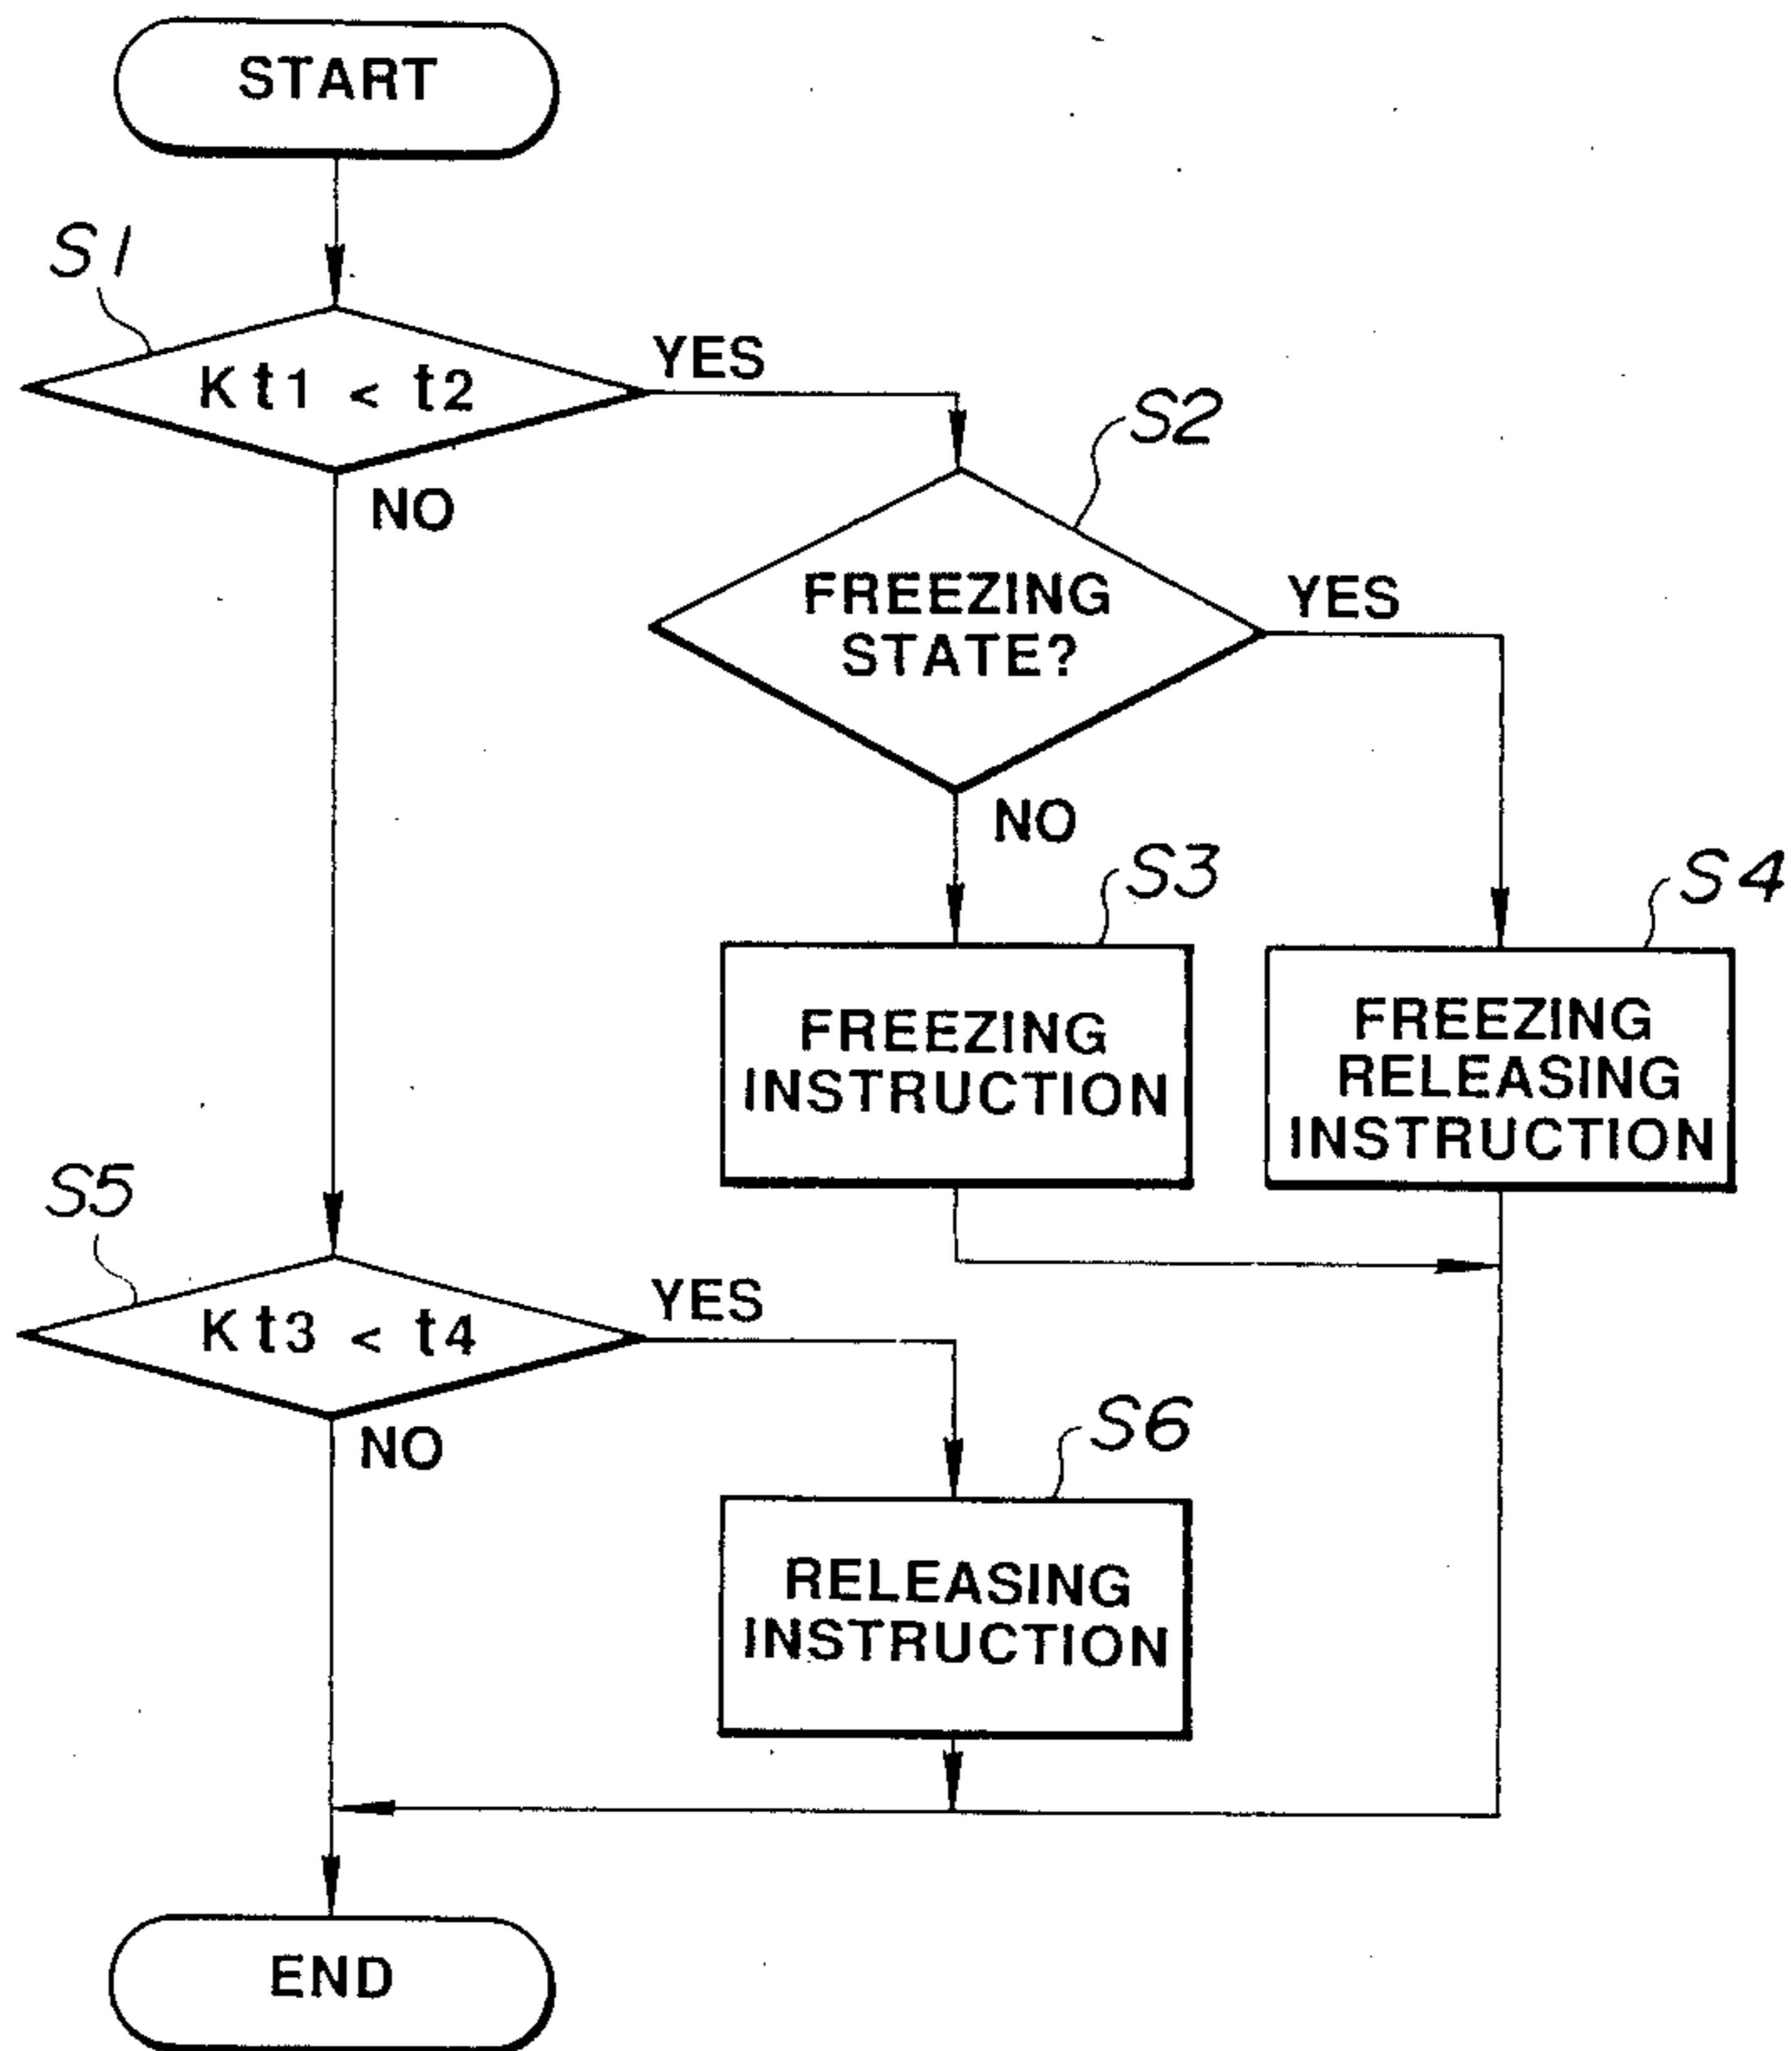 START
S1
Kt1 < t2
YES
NO
S2
FREEZING
STATE?
YES
NO
S3
FREEZING
INSTRUCTION
S4
FREEZING
RELEASING
INSTRUCTION
S5
Kt3 < t4
YES
NO
S6
RELEASING
INSTRUCTION
END